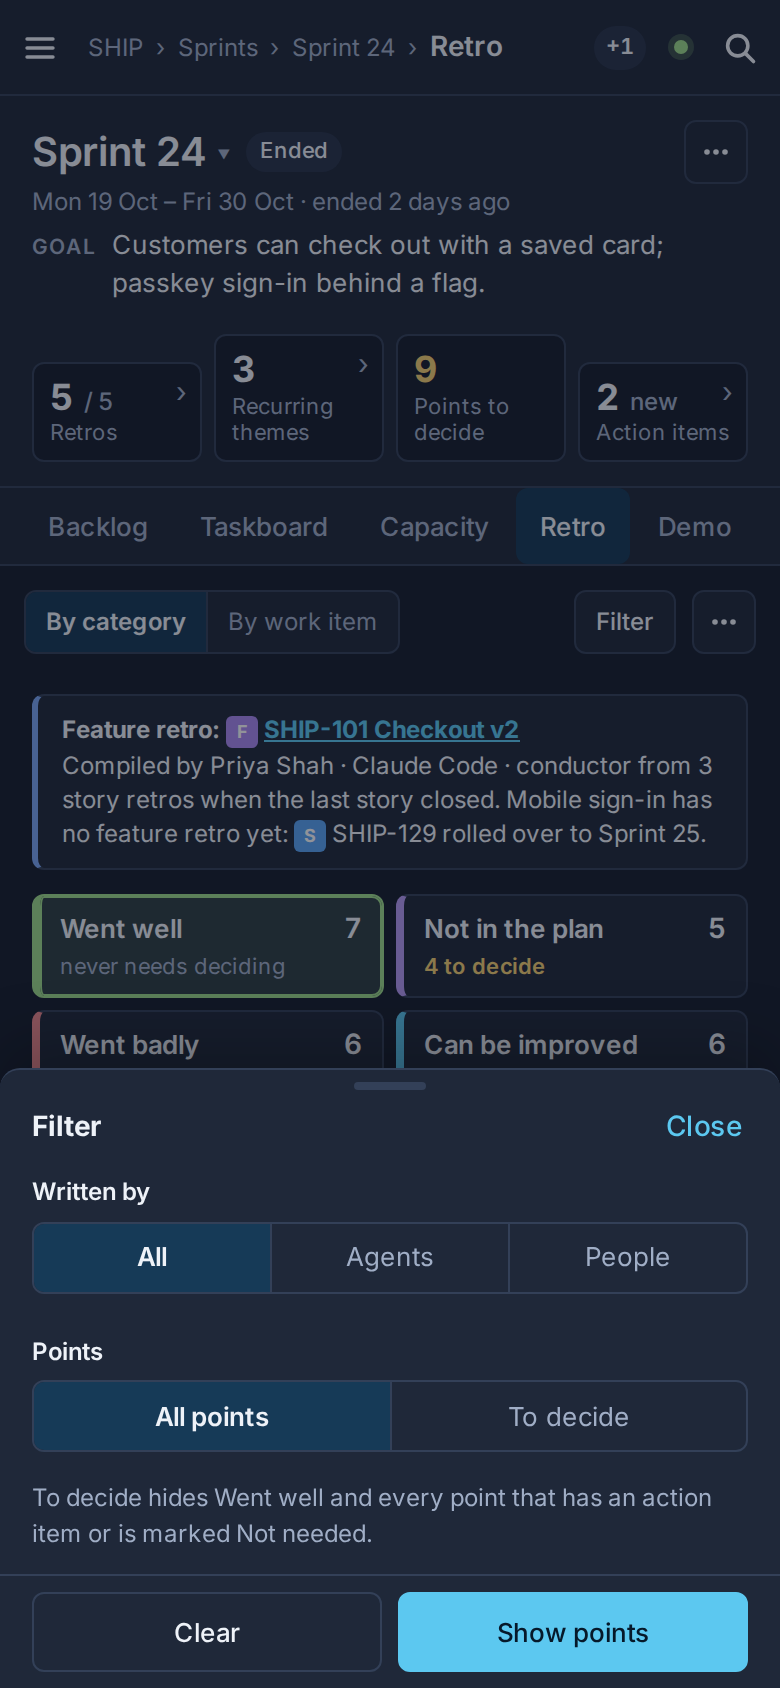 SHIP › Sprints › Sprint 24 › Retro +1
Sprint 24 ▾ Ended •••
Mon 19 Oct – Fri 30 Oct · ended 2 days ago
GOAL Customers can check out with a saved card;
passkey sign-in behind a flag.
5 / 5 ›
Retros
3 ›
Recurring
themes
9
Points to
decide
2 new ›
Action items
Backlog Taskboard Capacity Retro Demo
By category By work item Filter •••
Feature retro: F SHIP-101 Checkout v2
Compiled by Priya Shah · Claude Code · conductor from 3
story retros when the last story closed. Mobile sign-in has
no feature retro yet: S SHIP-129 rolled over to Sprint 25.
Went well 7
never needs deciding
Not in the plan 5
4 to decide
Went badly 6
Can be improved 6
Filter Close
Written by
All Agents People
Points
All points To decide
To decide hides Went well and every point that has an action
item or is marked Not needed.
Clear Show points